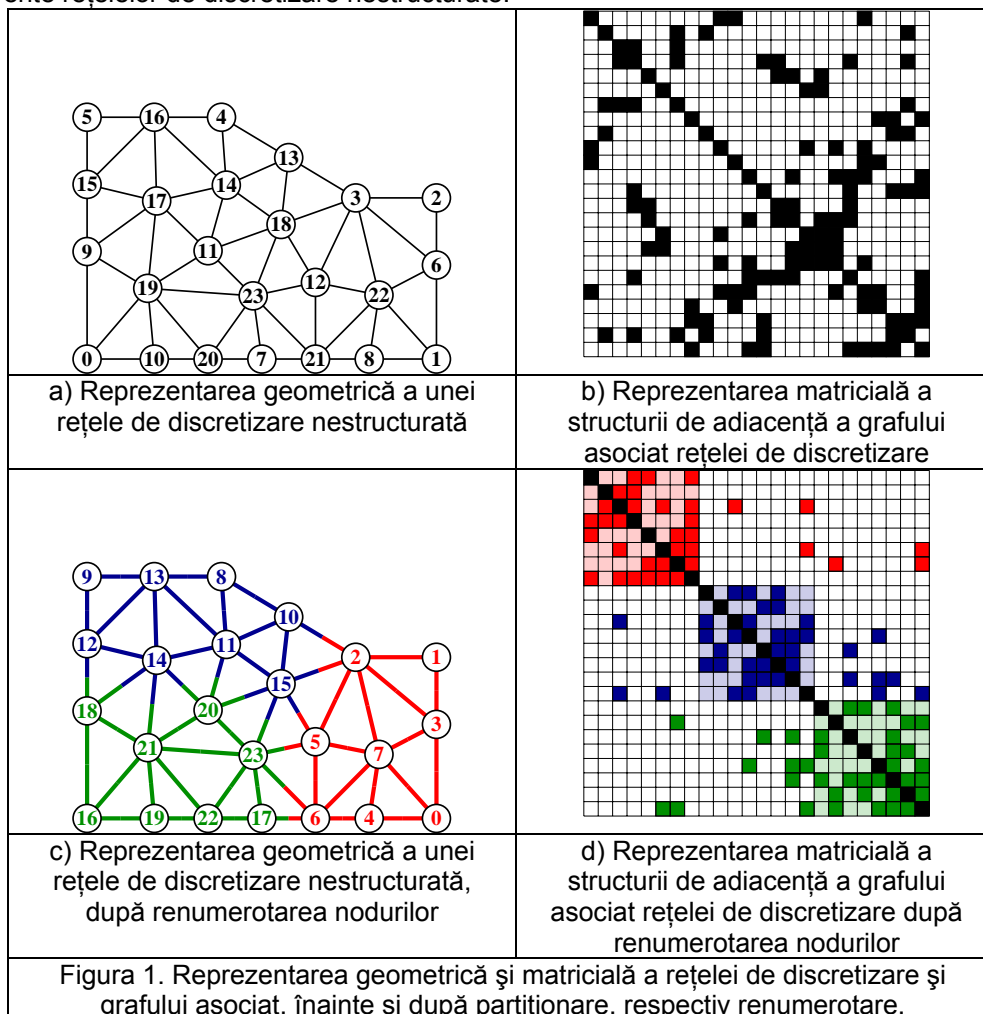 ente rețelelor de discretizare nestructurate.
5 16 4
13
15 14
17 3 2
18
9 11
6
19 12
23 22
0 10 20 7 21 8 1
a) Reprezentarea geometrică a unei
rețele de discretizare nestructurată
b) Reprezentarea matricială a
structurii de adiacență a grafului
asociat rețelei de discretizare
9 13 8
10
12 11
14 2 1
15
18 20
3
21 5
23 7
16 19 22 17 6 4 0
c) Reprezentarea geometrică a unei
rețele de discretizare nestructurată,
după renumerotarea nodurilor
d) Reprezentarea matricială a
structurii de adiacență a grafului
asociat rețelei de discretizare după
renumerotarea nodurilor
Figura 1. Reprezentarea geometrică şi matricială a rețelei de discretizare şi
grafului asociat, înainte şi după partiționare, respectiv renumerotare.